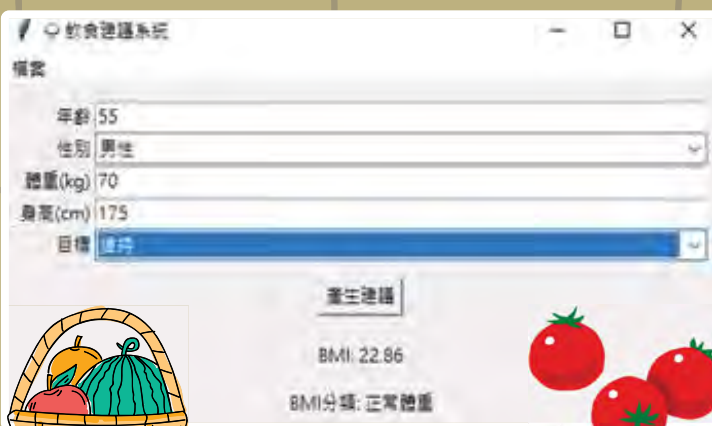 飲食建議系統
檔案
年齡 55
性別 男性
體重(kg) 70
身高(cm) 175
目標 維持
產生建議
BMI: 22.86
BMI分類: 正常體重